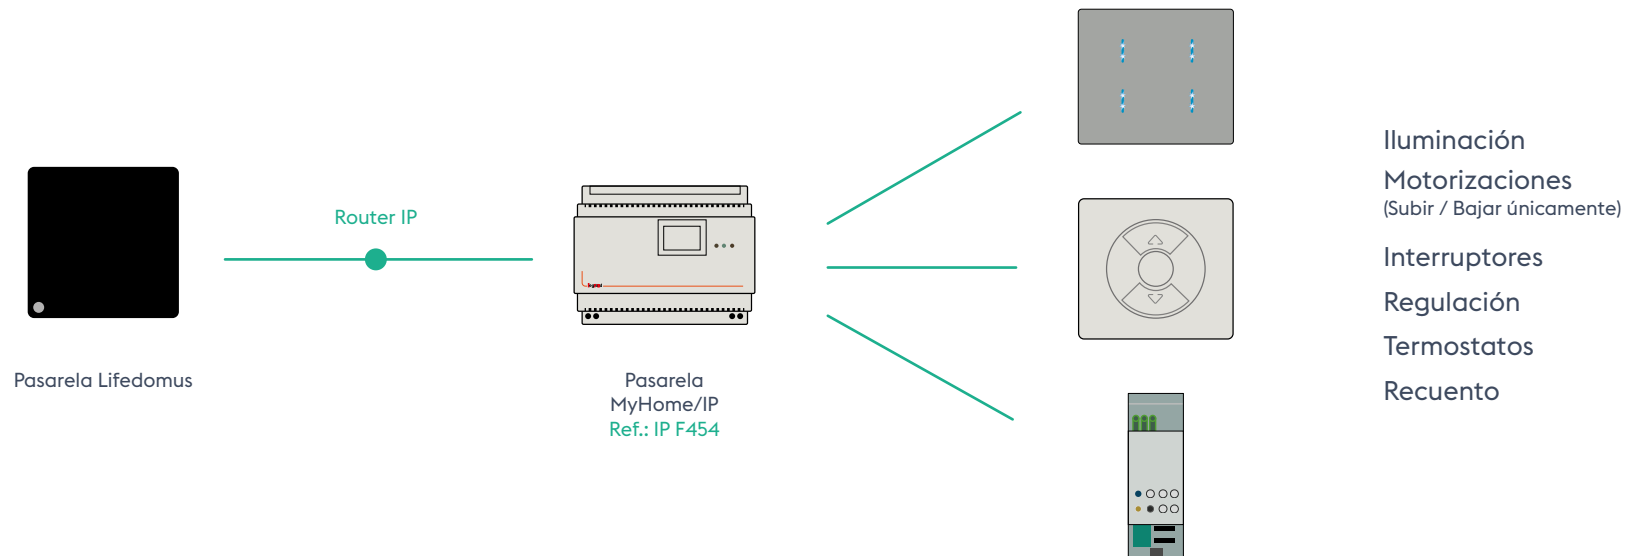 Router IP
Pasarela Lifedomus
Pasarela
MyHome/IP
Ref.: IP F454
Iluminación
Motorizaciones
(Subir / Bajar únicamente)
Interruptores
Regulación
Termostatos
Recuento